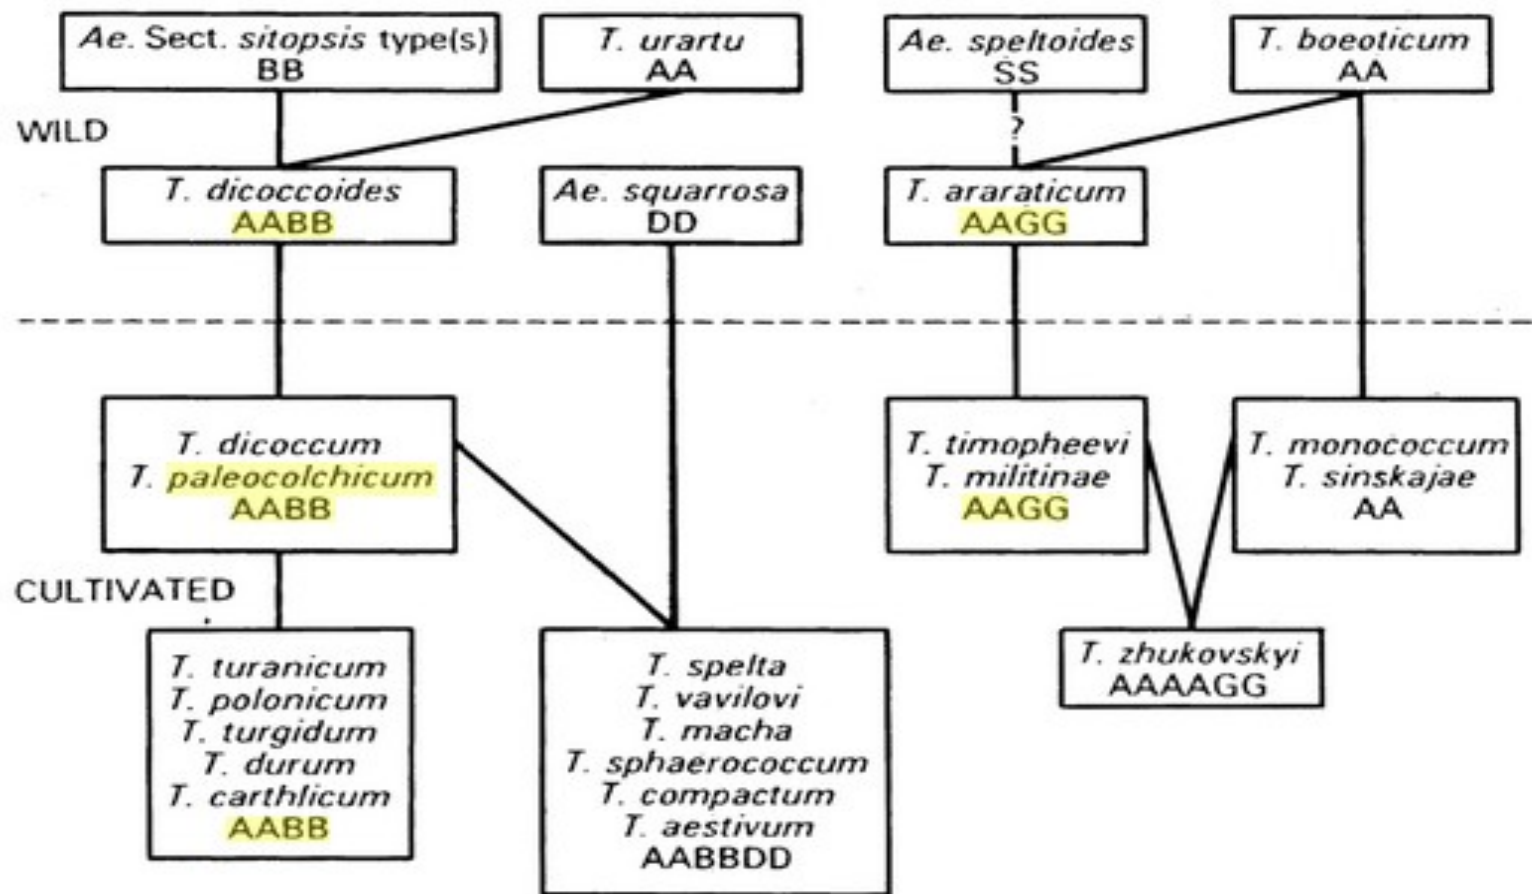 Ae. Sect. sitopsis type(s)
BB
T. urartu
AA
Ae. speltoides
SS
T. boeoticum
AA
WILD
?
T. dicoccoides
AABB
Ae. squarrosa
DD
T. araraticum
AAGG
T. dicoccum
T. paleocolchicum
AABB
T. timopheevi
T. militinae
AAGG
T. monococcum
T. sinskajae
AA
CULTIVATED
T. turanicum
T. polonicum
T. turgidum
T. durum
T. carthlicum
AABB
T. spelta
T. vavilovi
T. macha
T. sphaerococcum
T. compactum
T. aestivum
AABBDD
T. zhukovskyi
AAAAGG